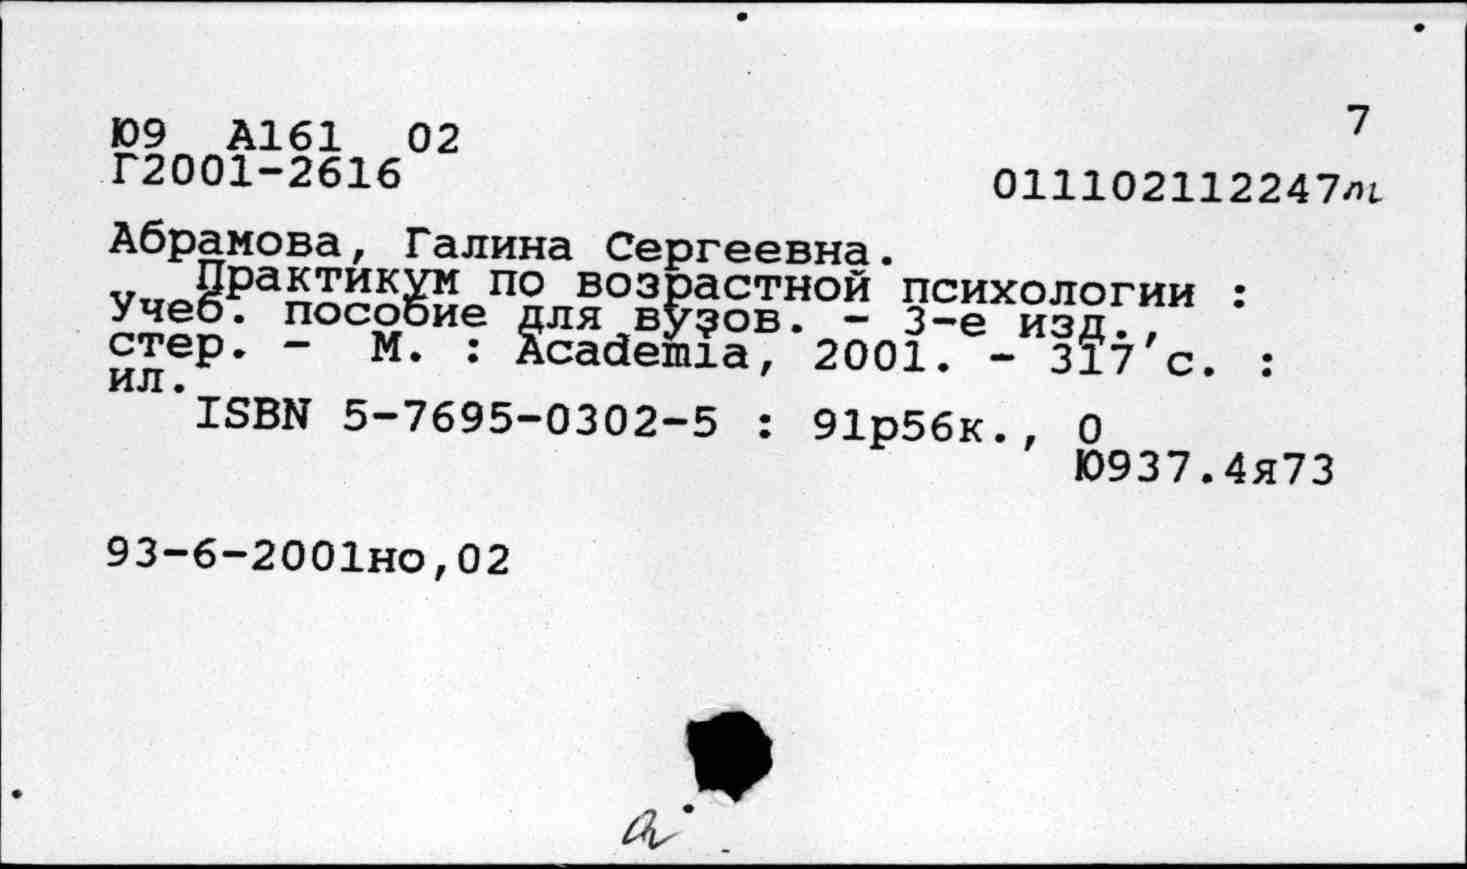 7
Ю9 А161 02
Г2001-2616
011102112247
Абрамова, Галина Сергеевна.
Практикум по возрастной психологии :
Учеб. пособие для вузов. - 3-е изд.,
стер. - М. : Academia, 2001. - 317 с. :
ил.
ISBN 5-7695-0302-5 : 91р56к., 0
Ю937.4я73
93-6-2001но,02